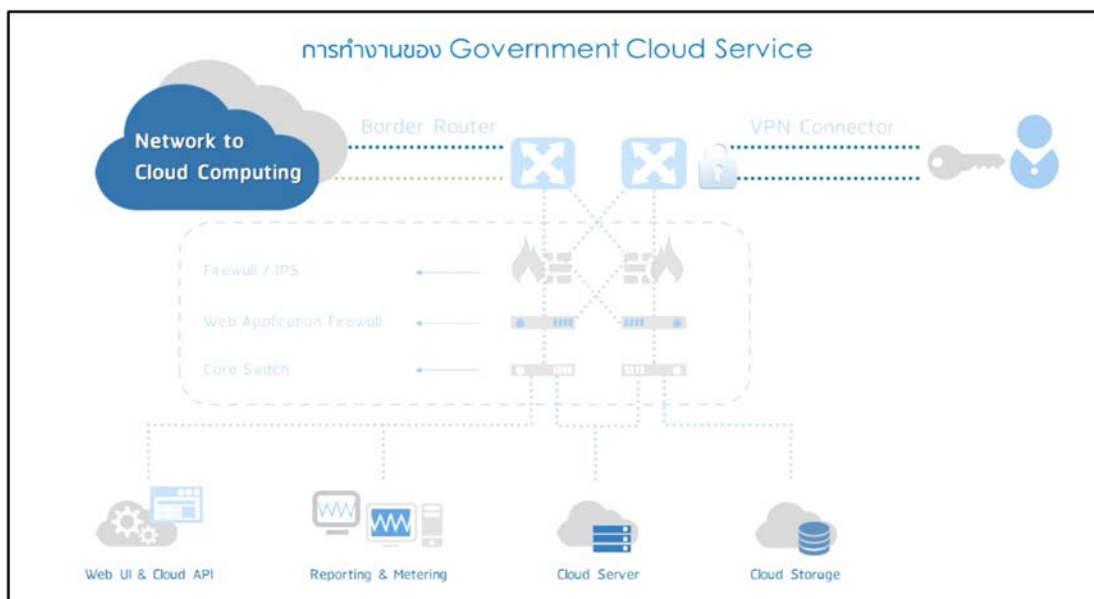 การทำงานของ Government Cloud Service
Network to
Cloud Computing
Border Router
VPN Connector
Firewall / IPS
Web Application Firewall
Core Switch
Web UI & Cloud API
Reporting & Metering
Cloud Server
Cloud Storage